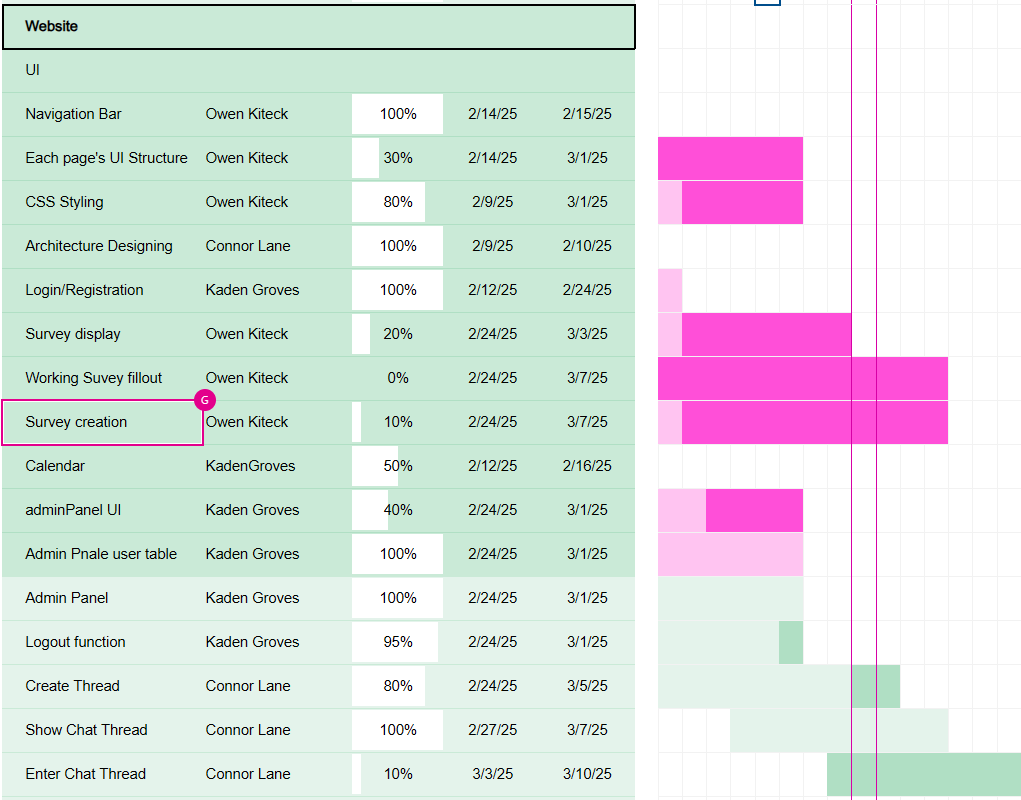 Website
UI
Navigation Bar Owen Kiteck 100% 2/14/25 2/15/25
Each page's UI Structure Owen Kiteck 30% 2/14/25 3/1/25
CSS Styling Owen Kiteck 80% 2/9/25 3/1/25
Architecture Designing Connor Lane 100% 2/9/25 2/10/25
Login/Registration Kaden Groves 100% 2/12/25 2/24/25
Survey display Owen Kiteck 20% 2/24/25 3/3/25
Working Suvey fillout Owen Kiteck 0% 2/24/25 3/7/25
G
Survey creation Owen Kiteck 10% 2/24/25 3/7/25
Calendar KadenGroves 50% 2/12/25 2/16/25
adminPanel UI Kaden Groves 40% 2/24/25 3/1/25
Admin Pnale user table Kaden Groves 100% 2/24/25 3/1/25
Admin Panel Kaden Groves 100% 2/24/25 3/1/25
Logout function Kaden Groves 95% 2/24/25 3/1/25
Create Thread Connor Lane 80% 2/24/25 3/5/25
Show Chat Thread Connor Lane 100% 2/27/25 3/7/25
Enter Chat Thread Connor Lane 10% 3/3/25 3/10/25